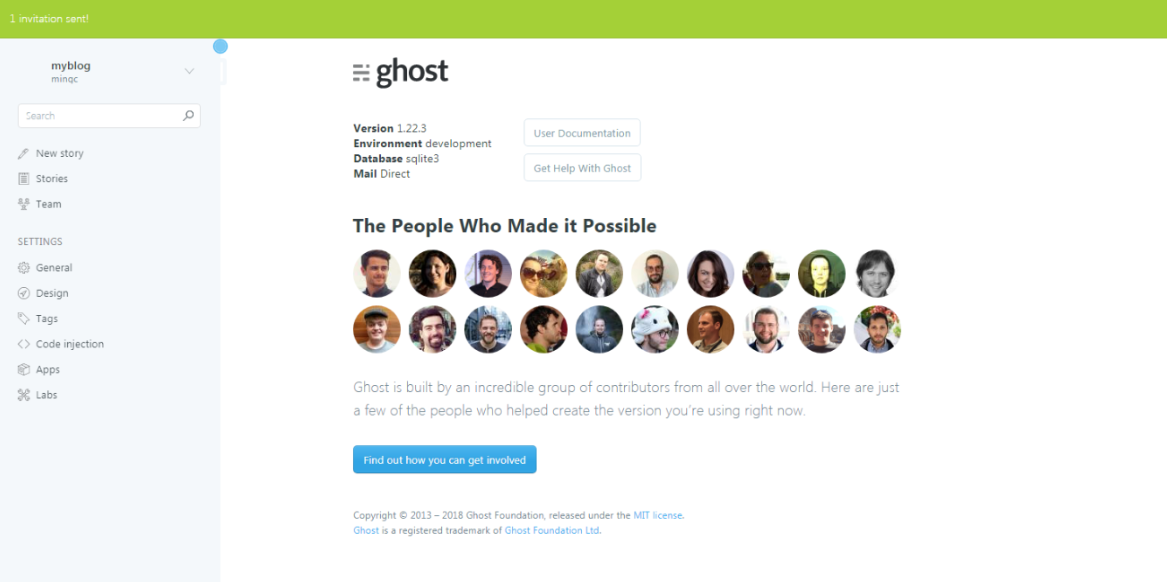 1 invitation sent!
myblog
minqc
Search
New story
Stories
Team
SETTINGS
General
Design
Tags
Code injection
Apps
Labs
ghost
Version 1.22.3
Environment development
Database sqlite3
Mail Direct
User Documentation
Get Help With Ghost
The People Who Made it Possible
Ghost is built by an incredible group of contributors from all over the world. Here are just
a few of the people who helped create the version you're using right now.
Find out how you can get involved
Copyright © 2013 – 2018 Ghost Foundation, released under the MIT license.
Ghost is a registered trademark of Ghost Foundation Ltd.